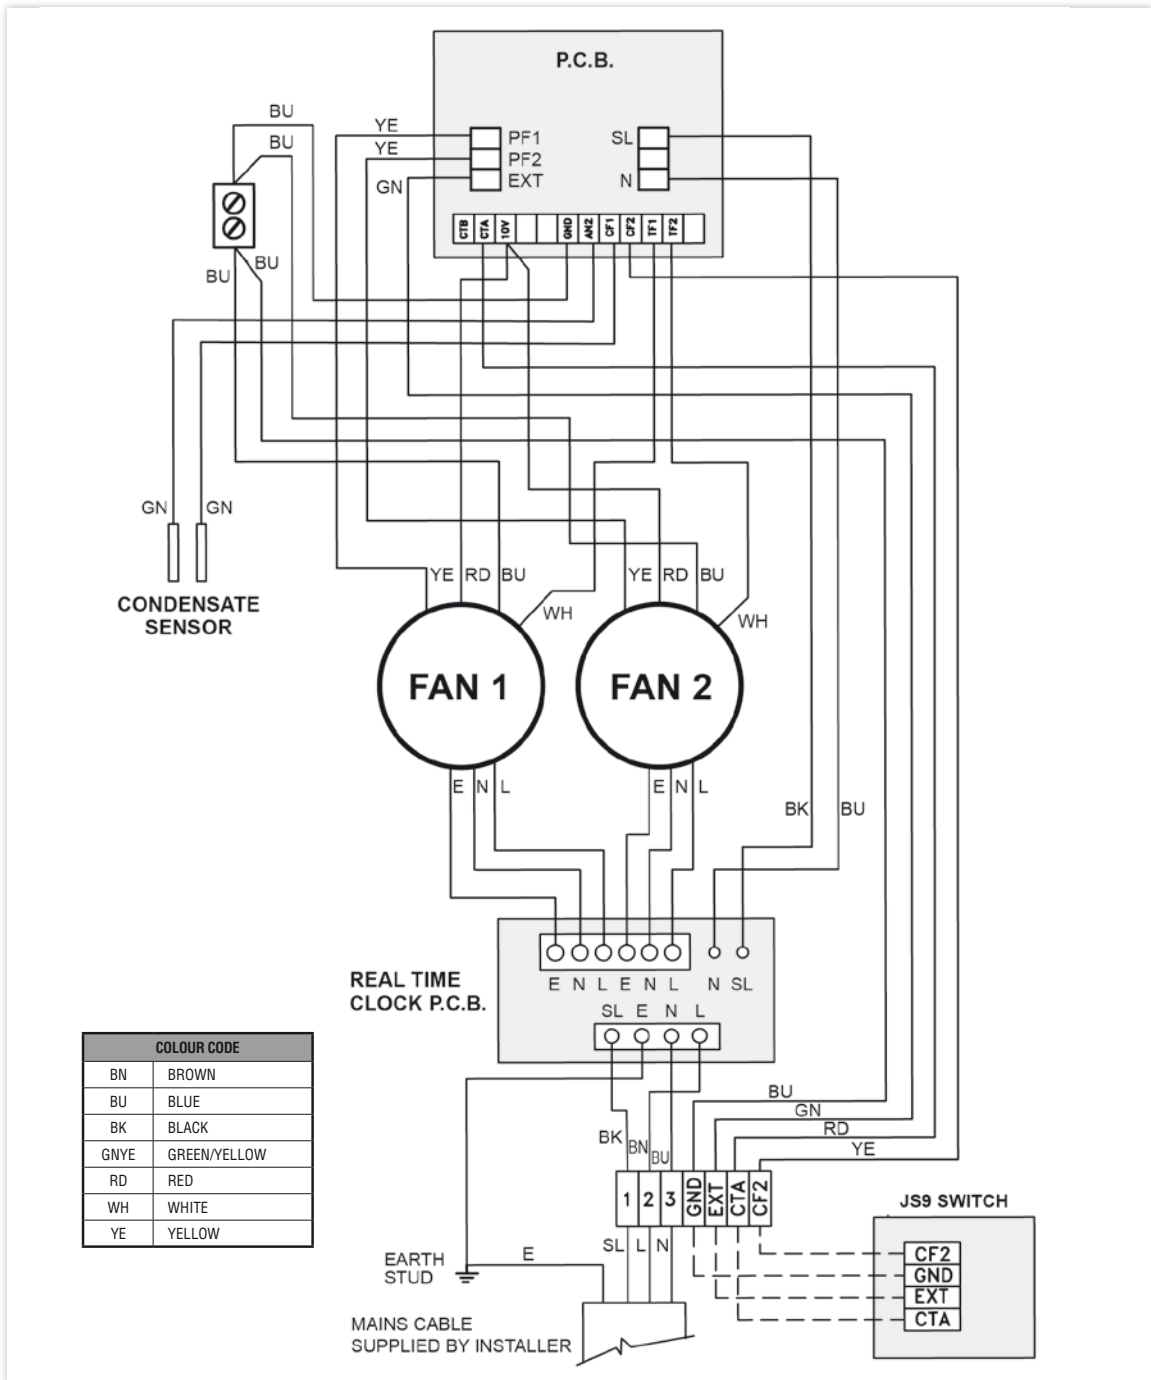 P.C.B.
BU
YE
PF1
SL
BU
YE
PF2
GN
EXT
N
CTB
CTA
10V
GND
AN2
CF1
CF2
TF1
TF2
BU
BU
GN
GN
CONDENSATE
SENSOR
YE
RD
BU
WH
YE
RD
BU
WH
FAN 1
FAN 2
E
N
L
E
N
L
BK
BU
REAL TIME
CLOCK P.C.B.
E N L E N L N SL
SL E N L
COLOUR CODE
BN BROWN
BU BLUE
BK BLACK
GNYE GREEN/YELLOW
RD RED
WH WHITE
YE YELLOW
BU
GN
RD
YE
BK
BN
BU
1
2
3
GND
EXT
CTA
CF2
JS9 SWITCH
SL
L
N
CF2
GND
EXT
CTA
EARTH
STUD
E
MAINS CABLE
SUPPLIED BY INSTALLER